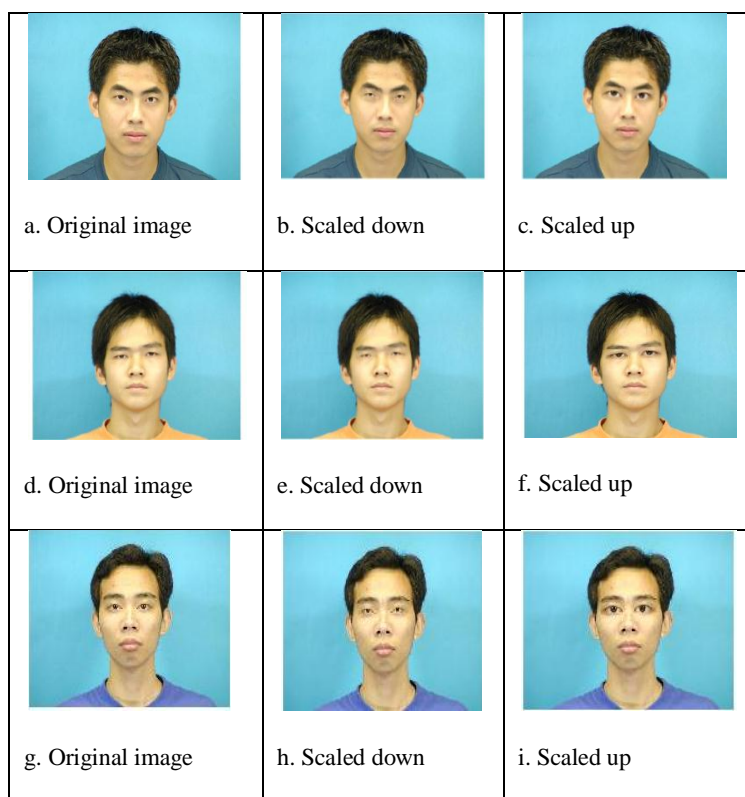 a. Original image
b. Scaled down
c. Scaled up
d. Original image
e. Scaled down
f. Scaled up
g. Original image
h. Scaled down
i. Scaled up